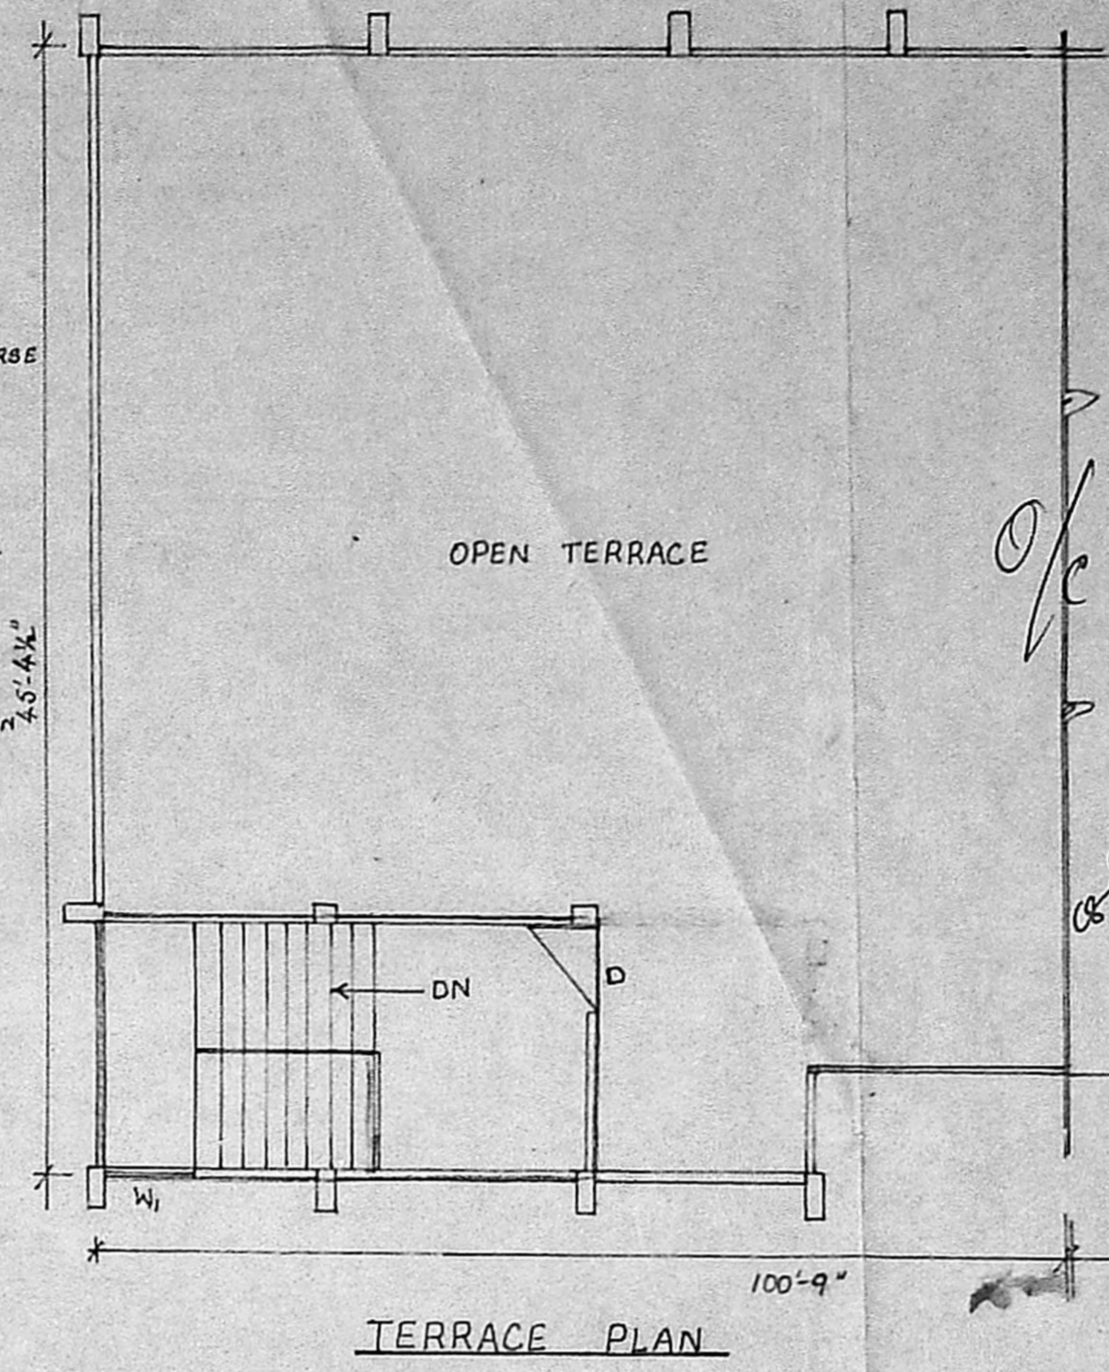 RSE
OPEN TERRACE
O/C
45'-4½"
DN
D
W1
100'-9"
TERRACE PLAN